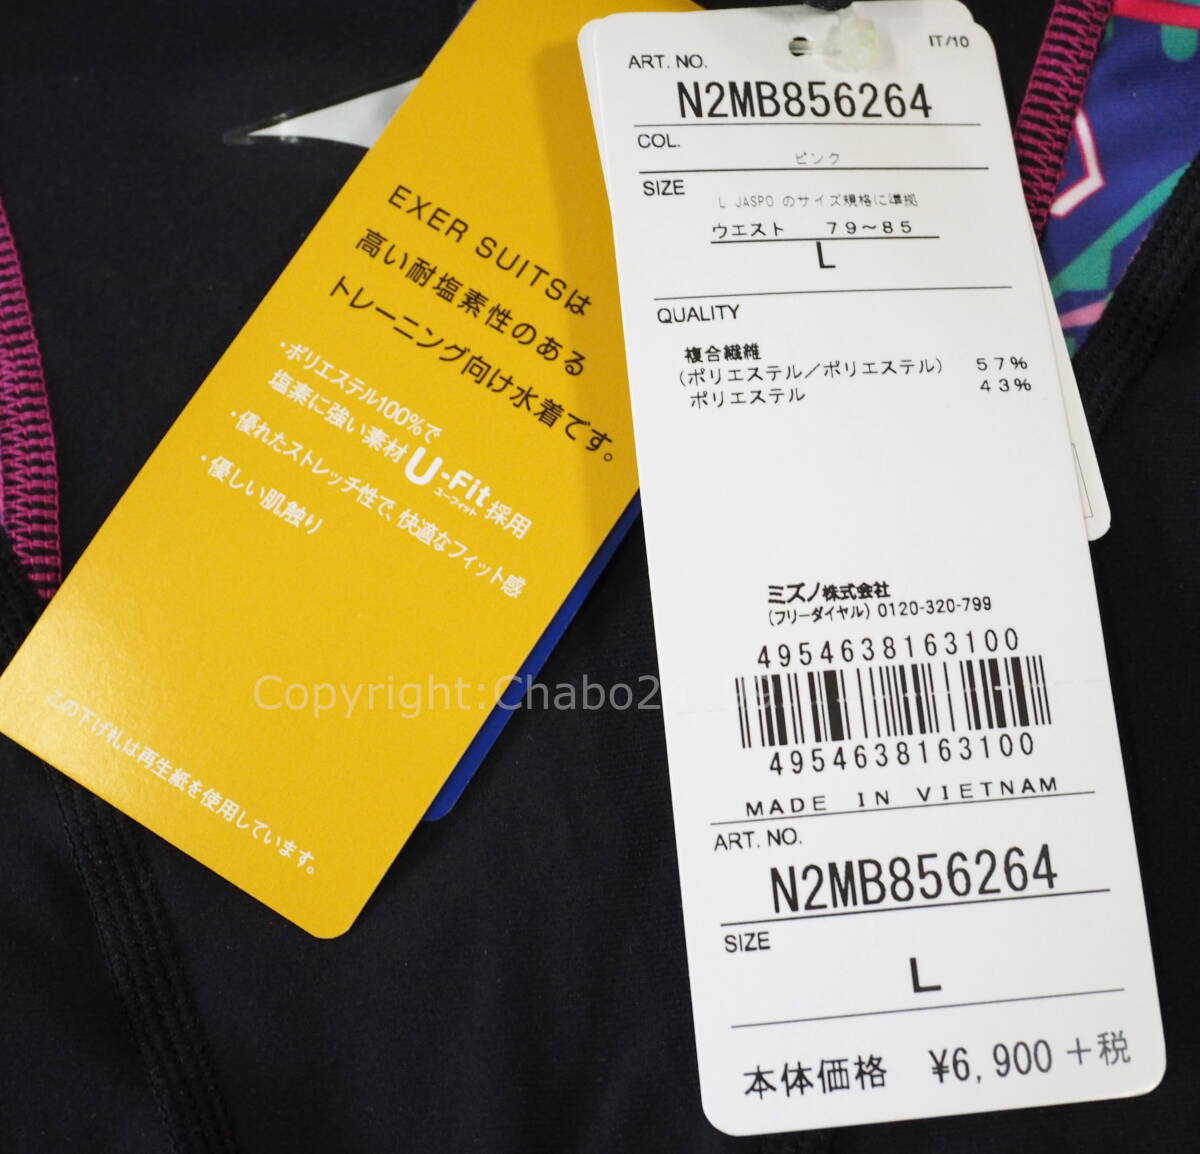 EXER SUITSは
高い耐塩素性のある
トレーニング向け水着です。
・ポリエステル100%で
塩素に強い素材U-Fit採用
ユーフィット
・優れたストレッチ性で、快適なフィット感
・優しい肌触り
この下げ札は再生紙を使用しています。
IT/10
ART. NO.
N2MB856264
COL.
ピンク
SIZE
L JASPO のサイズ規格に準拠
ウエスト 79~85
L
QUALITY
複合繊維
(ポリエステル/ポリエステル) 57%
ポリエステル 43%
ミズノ株式会社
(フリーダイヤル) 0120-320-799
4954638163100
4954638163100
MADE IN VIETNAM
ART. NO.
N2MB856264
SIZE
L
本体価格 ¥6,900 +税
Copyright:Chabo2